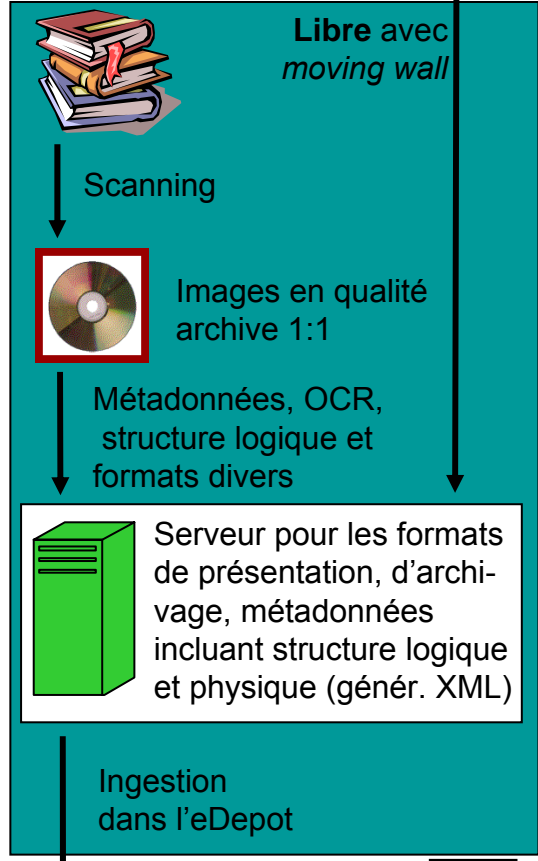 Libre avec
moving wall
Scanning
Images en qualité
archive 1:1
Métadonnées, OCR,
structure logique et
formats divers
Serveur pour les formats
de présentation, d’archi-
vage, métadonnées
incluant structure logique
et physique (génér. XML)
Ingestion
dans l’eDepot